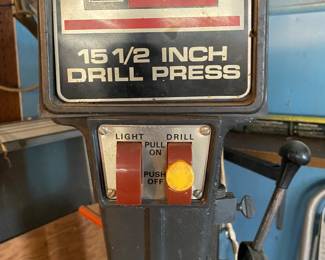 15 1/2 INCH
DRILL PRESS
LIGHT DRILL
PULL
ON
PUSH
OFF